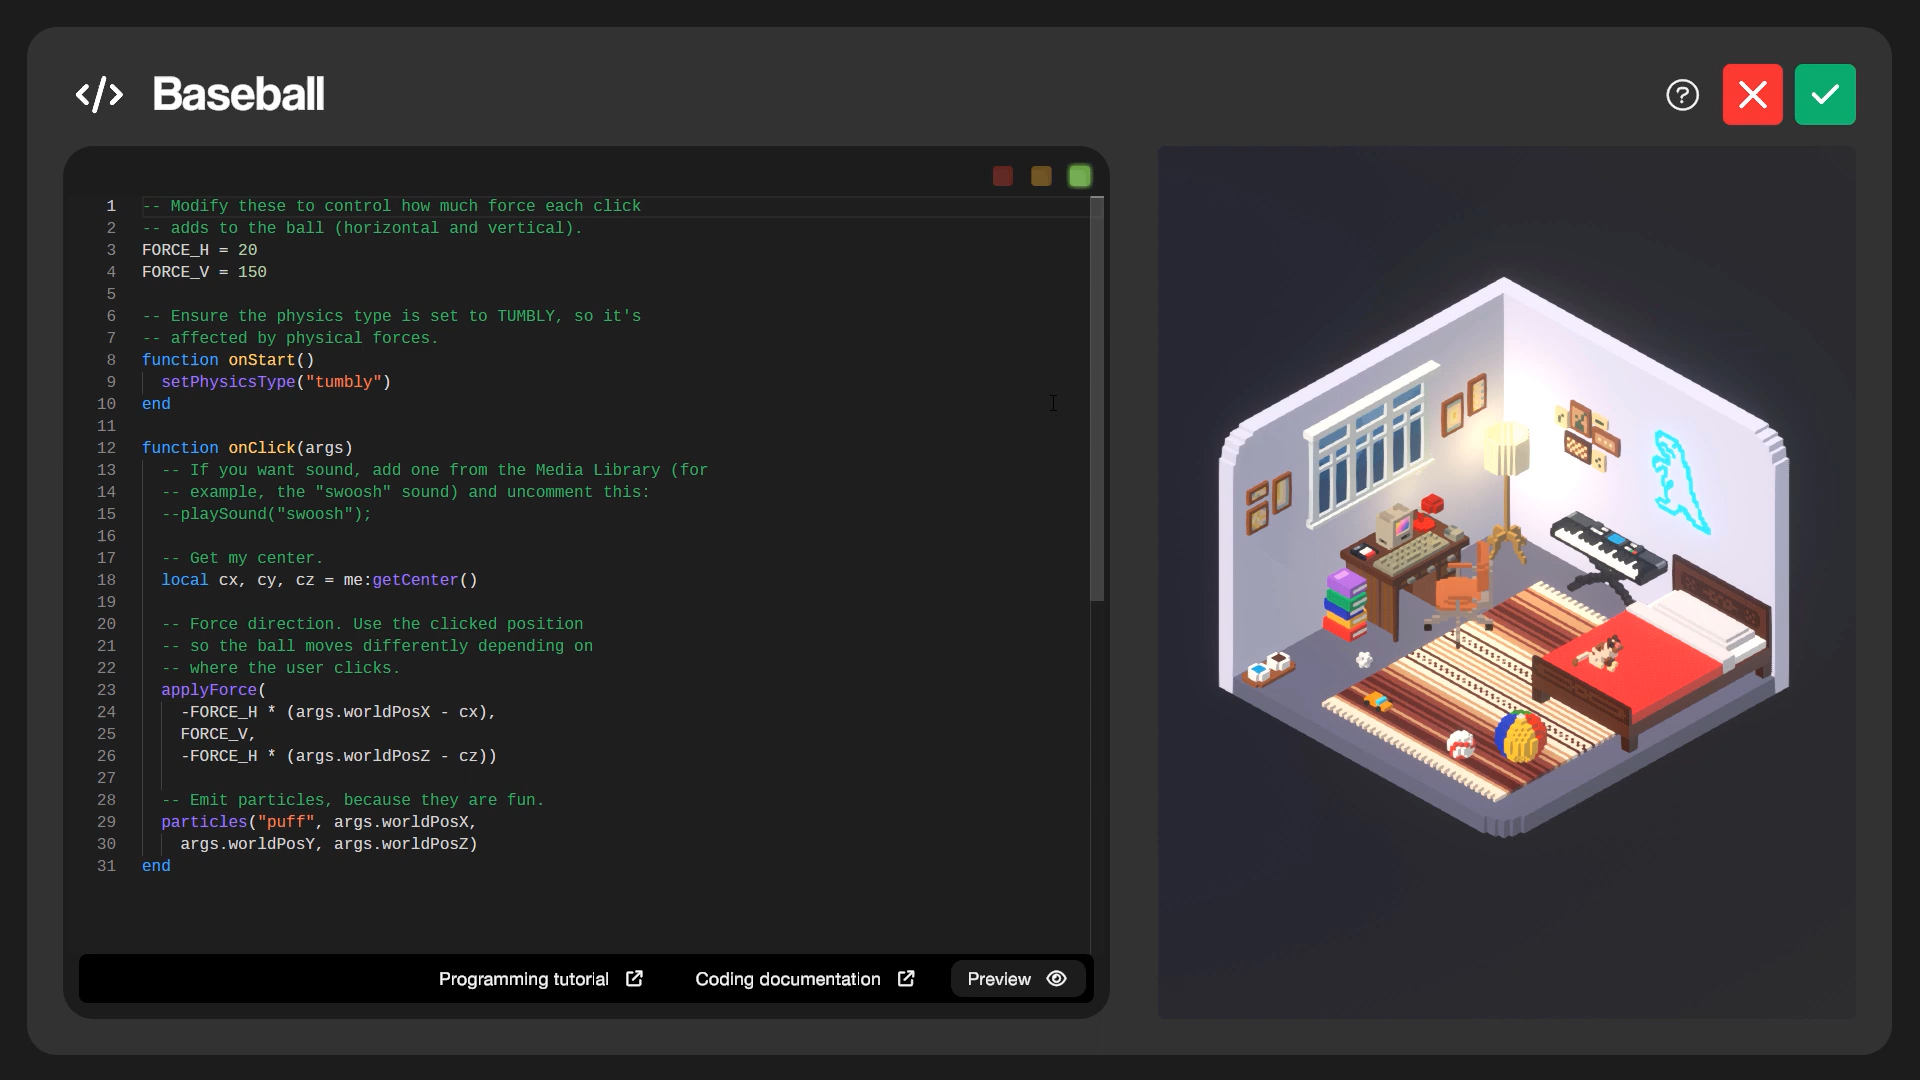 </> Baseball
?
1 -- Modify these to control how much force each click
2 -- adds to the ball (horizontal and vertical).
3 FORCE_H = 20
4 FORCE_V = 150
5
6 -- Ensure the physics type is set to TUMBLY, so it's
7 -- affected by physical forces.
8 function onStart()
9   setPhysicsType("tumbly")
10 end
11
12 function onClick(args)
13   -- If you want sound, add one from the Media Library (for
14   -- example, the "swoosh" sound) and uncomment this:
15   --playSound("swoosh");
16
17   -- Get my center.
18   local cx, cy, cz = me:getCenter()
19
20   -- Force direction. Use the clicked position
21   -- so the ball moves differently depending on
22   -- where the user clicks.
23   applyForce(
24     -FORCE_H * (args.worldPosX - cx),
25     FORCE_V,
26     -FORCE_H * (args.worldPosZ - cz))
27
28   -- Emit particles, because they are fun.
29   particles("puff", args.worldPosX,
30     args.worldPosY, args.worldPosZ)
31 end
Programming tutorial Coding documentation Preview